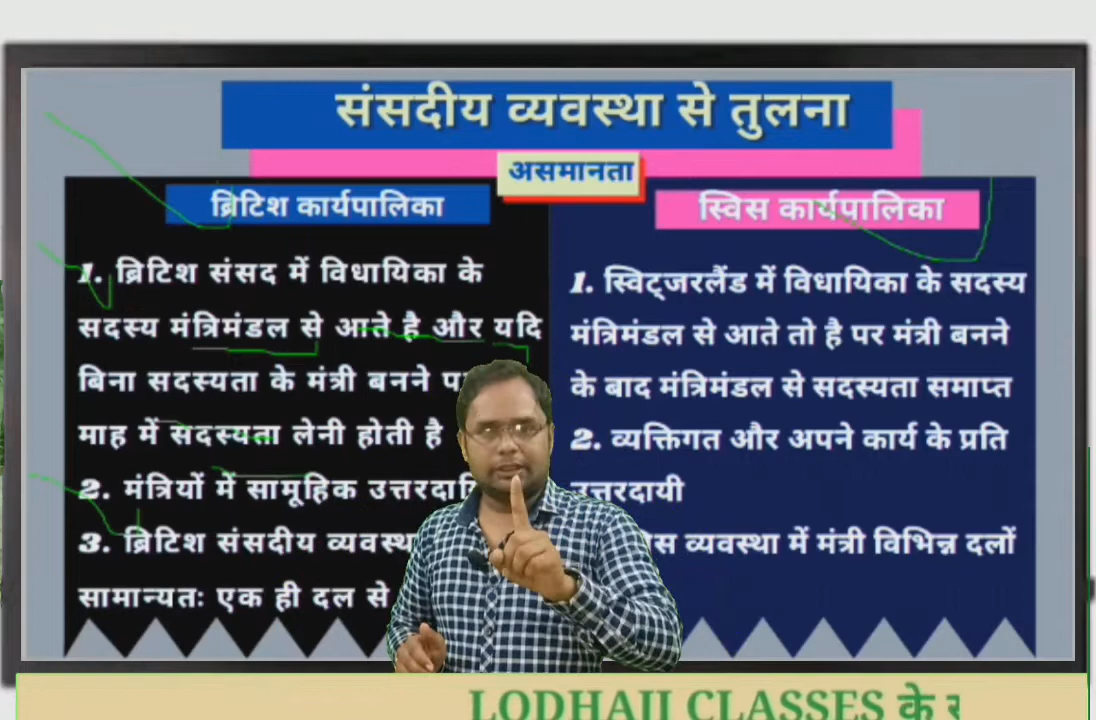 संसदीय व्यवस्था से तुलना
असमानता
ब्रिटिश कार्यपालिका
1. ब्रिटिश संसद में विधायिका के
सदस्य मंत्रिमंडल से आते है और यदि
बिना सदस्यता के मंत्री बनने
माह में सदस्यता लेनी होती है
2. मंत्रियों में सामूहिक
3. ब्रिटिश संसदीय
सामान्यतः एक ही दल से
स्विस कार्यपालिका
1. स्विट्जरलैंड में विधायिका के सदस्य
मंत्रिमंडल से आते तो है पर मंत्री बनने
के बाद मंत्रिमंडल से सदस्यता समाप्त
2. व्यक्तिगत और अपने कार्य के प्रति
उत्तरदायी
व्यवस्था में मंत्री विभिन्न दलों
LODHAJI CLASSES के